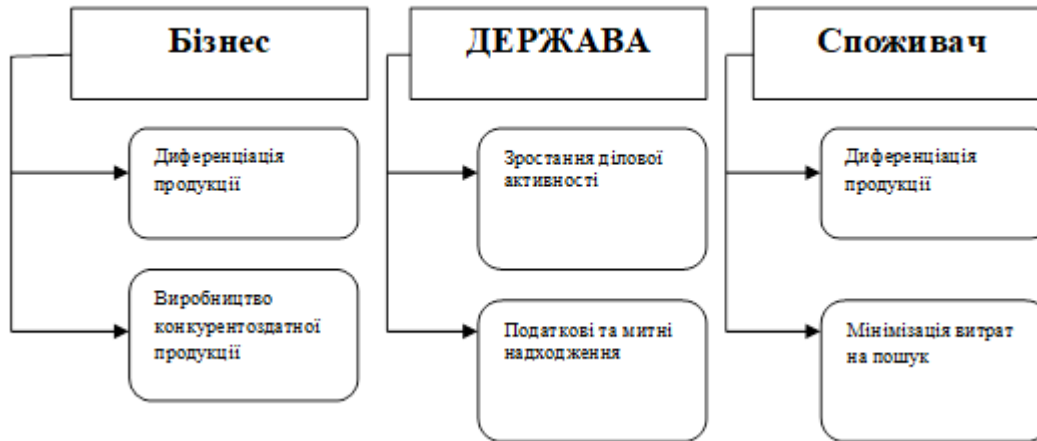 Бізнес
Диференціація
продукції
Виробництво
конкурентоздатної
продукції
ДЕРЖАВА
Зростання ділової
активності
Податкові та митні
надходження
Споживач
Диференціація
продукції
Мінімізація витрат
на пошук